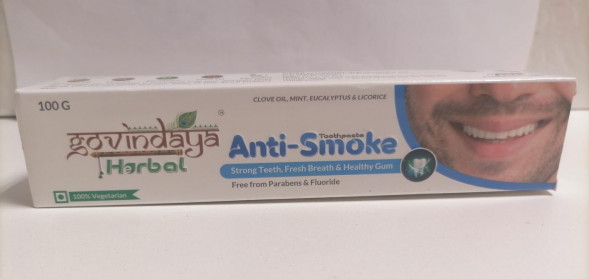 100 G
CLOVE OIL, MINT, EUCALYPTUS & LICORICE
govindaya
Herbal
Toothpaste
Anti-Smoke
Strong Teeth, Fresh Breath & Healthy Gum
Free from Parabens & Fluoride
100% Vegetarian